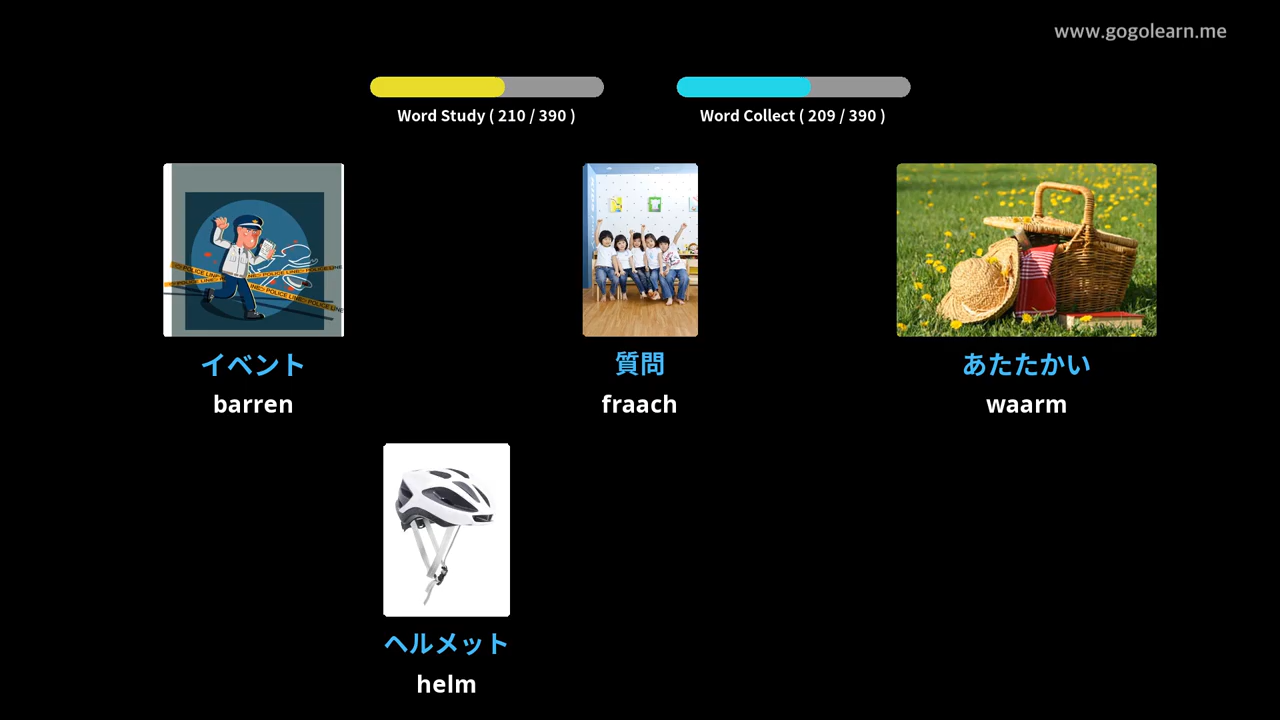 www.gogolearn.me
Word Study ( 210 / 390 )
Word Collect ( 209 / 390 )
イベント
barren
質問
fraach
あたたかい
waarm
ヘルメット
helm